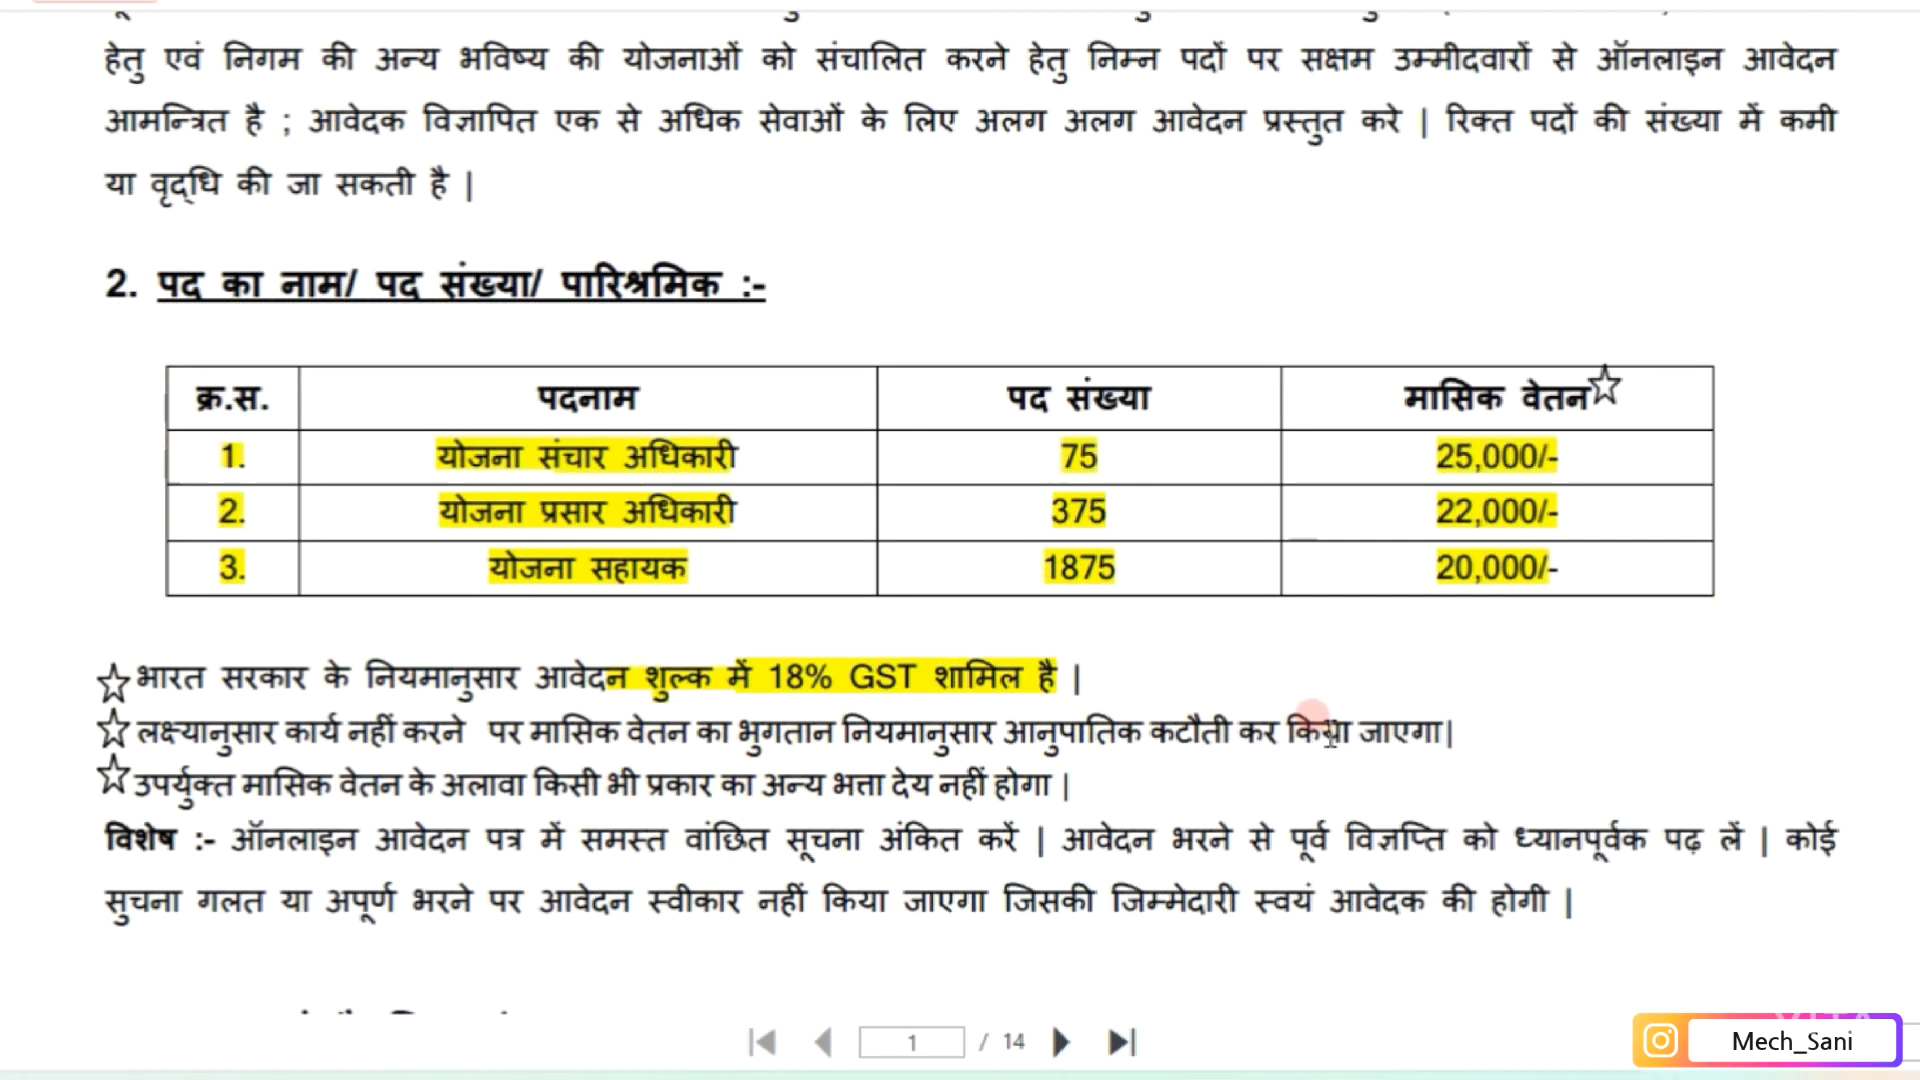 हेतु एवं निगम की अन्य भविष्य की योजनाओं को संचालित करने हेतु निम्न पदों पर सक्षम उम्मीदवारों से ऑनलाइन आवेदन
आमन्त्रित है ; आवेदक विज्ञापित एक से अधिक सेवाओं के लिए अलग अलग आवेदन प्रस्तुत करे | रिक्त पदों की संख्या में कमी
या वृद्धि की जा सकती है |
2. पद का नाम/ पद संख्या/ पारिश्रमिक :-
क्र.स. पदनाम पद संख्या मासिक वेतन☆
1. योजना संचार अधिकारी 75 25,000/-
2. योजना प्रसार अधिकारी 375 22,000/-
3. योजना सहायक 1875 20,000/-
☆ भारत सरकार के नियमानुसार आवेदन शुल्क में 18% GST शामिल है |
☆ लक्ष्यानुसार कार्य नहीं करने पर मासिक वेतन का भुगतान नियमानुसार आनुपातिक कटौती कर किया जाएगा|
☆ उपर्युक्त मासिक वेतन के अलावा किसी भी प्रकार का अन्य भत्ता देय नहीं होगा |
विशेष :- ऑनलाइन आवेदन पत्र में समस्त वांछित सूचना अंकित करें | आवेदन भरने से पूर्व विज्ञप्ति को ध्यानपूर्वक पढ़ लें | कोई
सुचना गलत या अपूर्ण भरने पर आवेदन स्वीकार नहीं किया जाएगा जिसकी जिम्मेदारी स्वयं आवेदक की होगी |
1 / 14
Mech_Sani